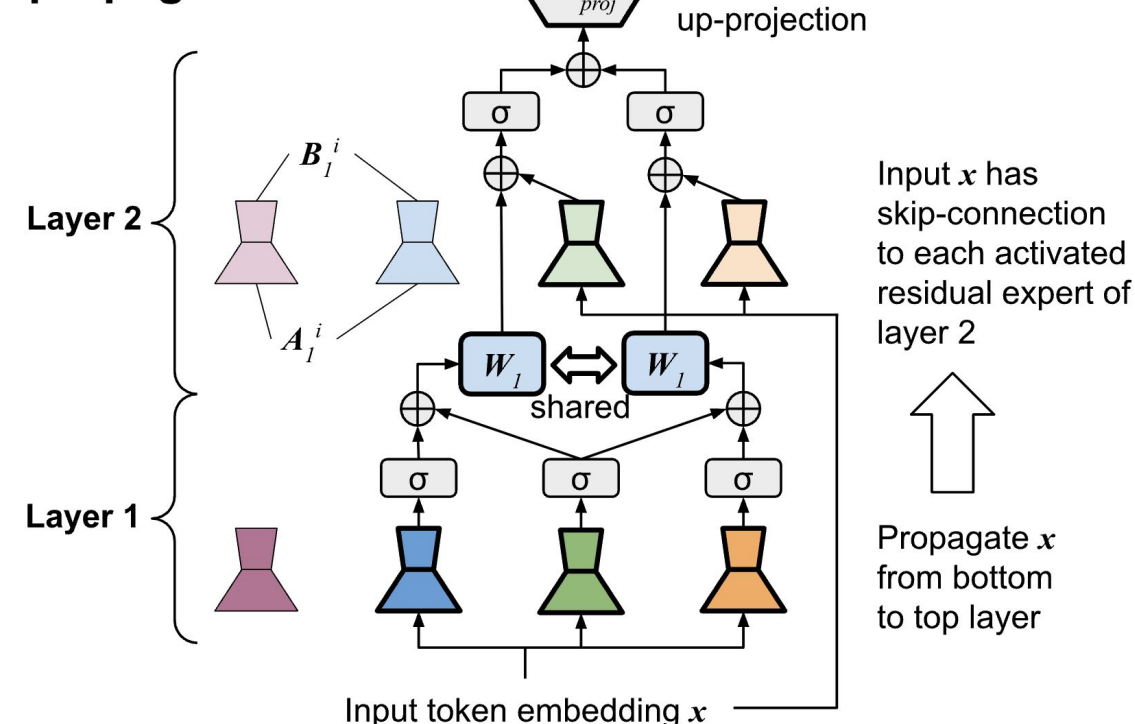 proj
up-projection
σ
σ
B₁ⁱ
Layer 2
Input x has
skip-connection
to each activated
residual expert of
layer 2
A₁ⁱ
W₁
W₁
shared
σ
σ
σ
Layer 1
Propagate x
from bottom
to top layer
Input token embedding x